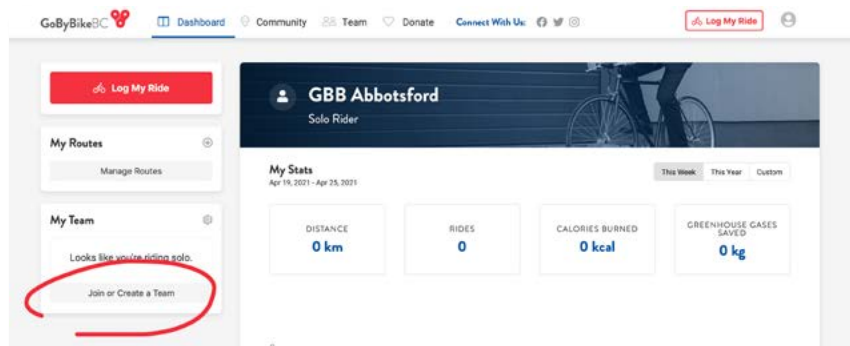 GoByBikeBC Dashboard Community Team Donate Connect With Us: Log My Ride
Log My Ride
GBB Abbotsford
Solo Rider
My Routes
Manage Routes
My Stats
Apr 19, 2021 - Apr 25, 2021
This Week This Year Custom
My Team
Looks like you're riding solo.
Join or Create a Team
DISTANCE
0 km
RIDES
0
CALORIES BURNED
0 kcal
GREENHOUSE GASES
SAVED
0 kg